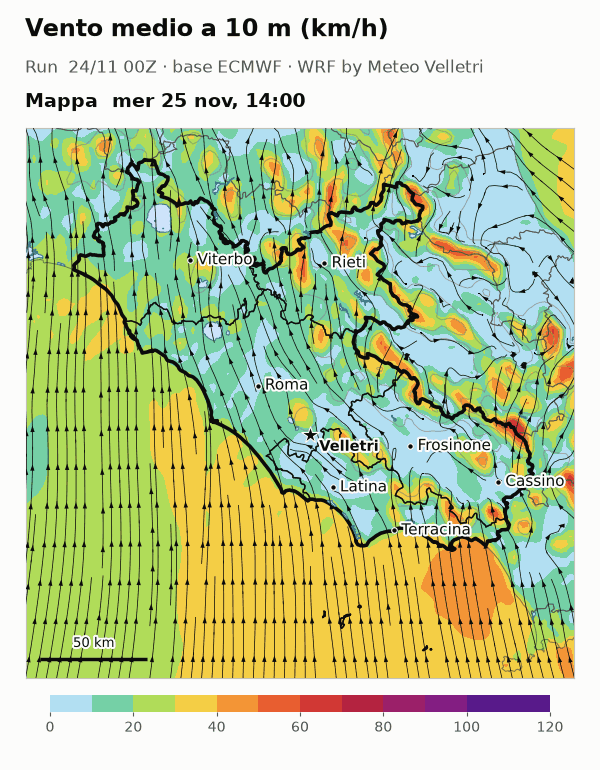 Vento medio a 10 m (km/h)
Run  24/11 00Z · base ECMWF · WRF by Meteo Velletri
Mappa  mer 25 nov, 14:00
Viterbo
Rieti
Roma
Velletri
Frosinone
Latina
Cassino
Terracina
50 km
0 20 40 60 80 100 120